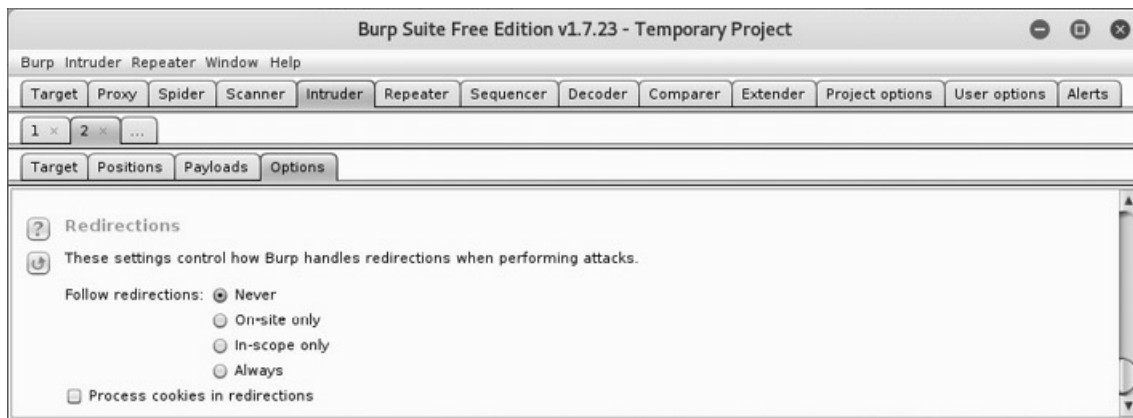 Burp Suite Free Edition v1.7.23 - Temporary Project
Burp Intruder Repeater Window Help
Target Proxy Spider Scanner Intruder Repeater Sequencer Decoder Comparer Extender Project options User options Alerts
1 × 2 × ...
Target Positions Payloads Options
? Redirections
These settings control how Burp handles redirections when performing attacks.
Follow redirections: Never
On-site only
In-scope only
Always
Process cookies in redirections